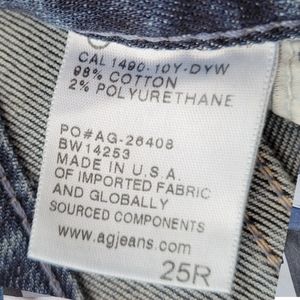 CAL 1490-10Y-DYW
98% COTTON
2% POLYURETHANE
PO#AG-26408
BW14253
MADE IN U.S.A.
OF IMPORTED FABRIC
AND GLOBALLY
SOURCED COMPONENTS
www.agjeans.com
25R